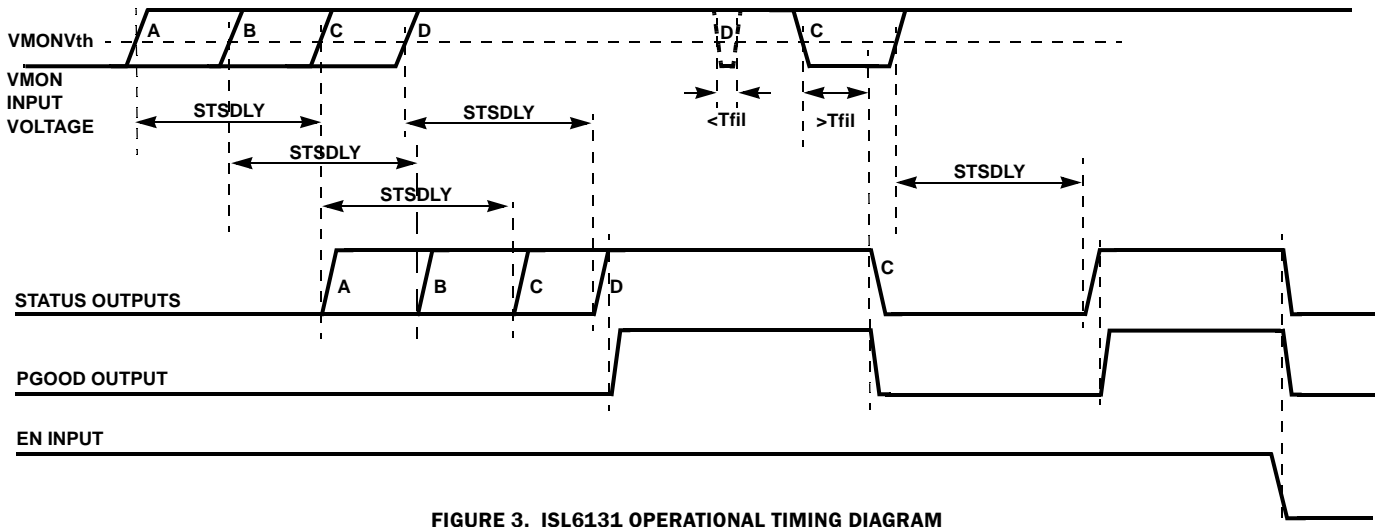 A B C D D C
VMONVth
VMON
INPUT
VOLTAGE
STSDLY STSDLY
<Tfil >Tfil
STSDLY
STSDLY
STSDLY
C
A B C D
STATUS OUTPUTS
PGOOD OUTPUT
EN INPUT
FIGURE 3. ISL6131 OPERATIONAL TIMING DIAGRAM